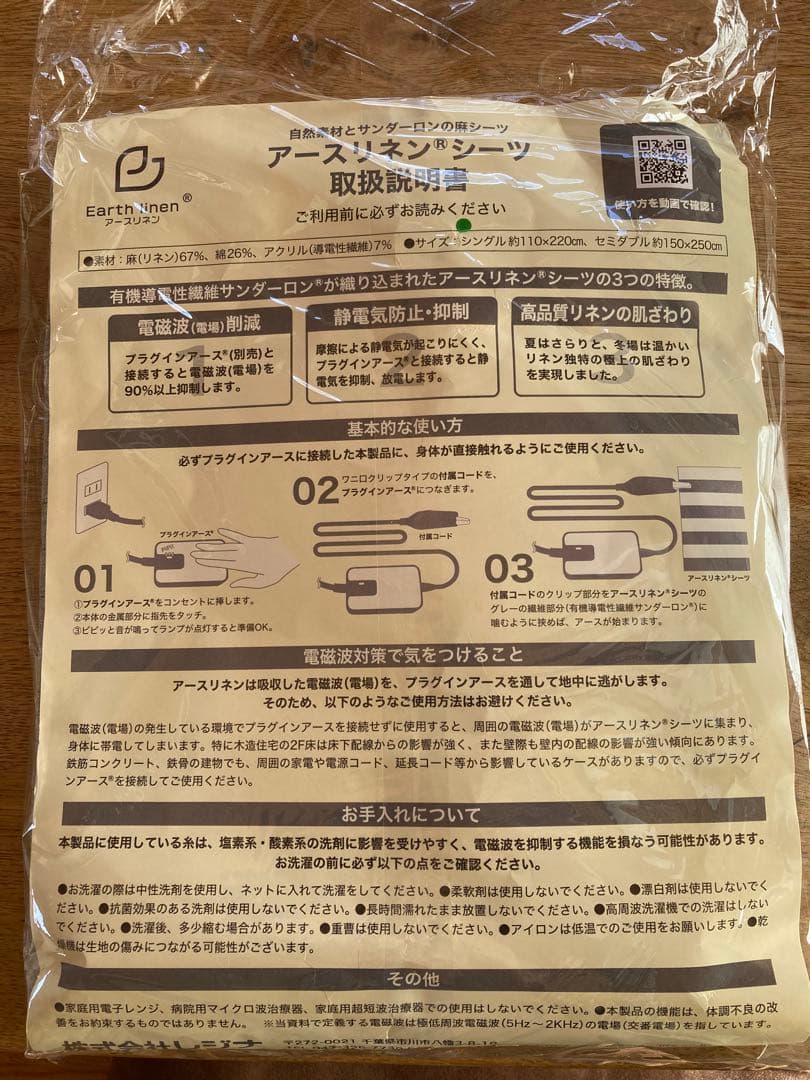 自然素材とサンダーロンの麻シーツ
アースリネン®シーツ
取扱説明書
ご利用前に必ずお読みください
Earth linen®
アースリネン
使い方を動画で確認!
●素材:麻(リネン)67%、綿26%、アクリル(導電性繊維)7% ●サイズ:シングル 約110×220㎝、セミダブル 約150×250㎝
有機導電性繊維サンダーロン®が織り込まれたアースリネン®シーツの3つの特徴。
電磁波(電場)削減
プラグインアース®(別売)と
接続すると電磁波(電場)を
90%以上抑制します。
静電気防止・抑制
摩擦による静電気が起こりにくく、
プラグインアース®と接続すると静
電気を抑制、放電します。
高品質リネンの肌ざわり
夏はさらりと、冬場は温かい
リネン独特の極上の肌ざわり
を実現しました。
基本的な使い方
必ずプラグインアースに接続した本製品に、身体が直接触れるようにご使用ください。
プラグインアース®
01
①プラグインアース®をコンセントに挿します。
②本体の金属部分に指先をタッチ。
③ピピッと音が鳴ってランプが点灯すると準備OK。
02
ワニ口クリップタイプの付属コードを、
プラグインアース®につなぎます。
付属コード
03
アースリネン®シーツ
付属コードのクリップ部分をアースリネン®シーツの
グレーの繊維部分(有機導電性繊維サンダーロン®)に
噛むように挟めば、アースが始まります。
電磁波対策で気をつけること
アースリネンは吸収した電磁波(電場)を、プラグインアースを通して地中に逃がします。
そのため、以下のようなご使用方法はお避けください。
電磁波(電場)の発生している環境でプラグインアースを接続せずに使用すると、周囲の電磁波(電場)がアースリネン®シーツに集まり、
身体に帯電してしまいます。特に木造住宅の2F床は床下配線からの影響が強く、また壁際も壁内の配線の影響が強い傾向にあります。
鉄筋コンクリート、鉄骨の建物でも、周囲の家電や電源コード、延長コード等から影響しているケースがありますので、必ずプラグイ
ンアース®を接続してご使用ください。
お手入れについて
本製品に使用している糸は、塩素系・酸素系の洗剤に影響を受けやすく、電磁波を抑制する機能を損なう可能性があります。
お洗濯の前に必ず以下の点をご確認ください。
●お洗濯の際は中性洗剤を使用し、ネットに入れて洗濯をしてください。●柔軟剤は使用しないでください。●漂白剤は使用しないでく
ださい。●抗菌効果のある洗剤は使用しないでください。●長時間濡れたまま放置しないでください。●高周波洗濯機での洗濯はしない
でください。●洗濯後、多少縮む場合があります。●重曹は使用しないでください。●アイロンは低温でのご使用をお願いします。●乾
燥機は生地の傷みにつながる可能性がございます。
その他
●家庭用電子レンジ、病院用マイクロ波治療器、家庭用超短波治療器での使用はしないでください。●本製品の機能は、体調不良の改
善をお約束するものではありません。 ※当資料で定義する電磁波は極低周波電磁波(5Hz～2KHz)の電場(交番電場)を指しています。
株式会社レジナ
〒272-0021 千葉県市川市八幡3-8-19